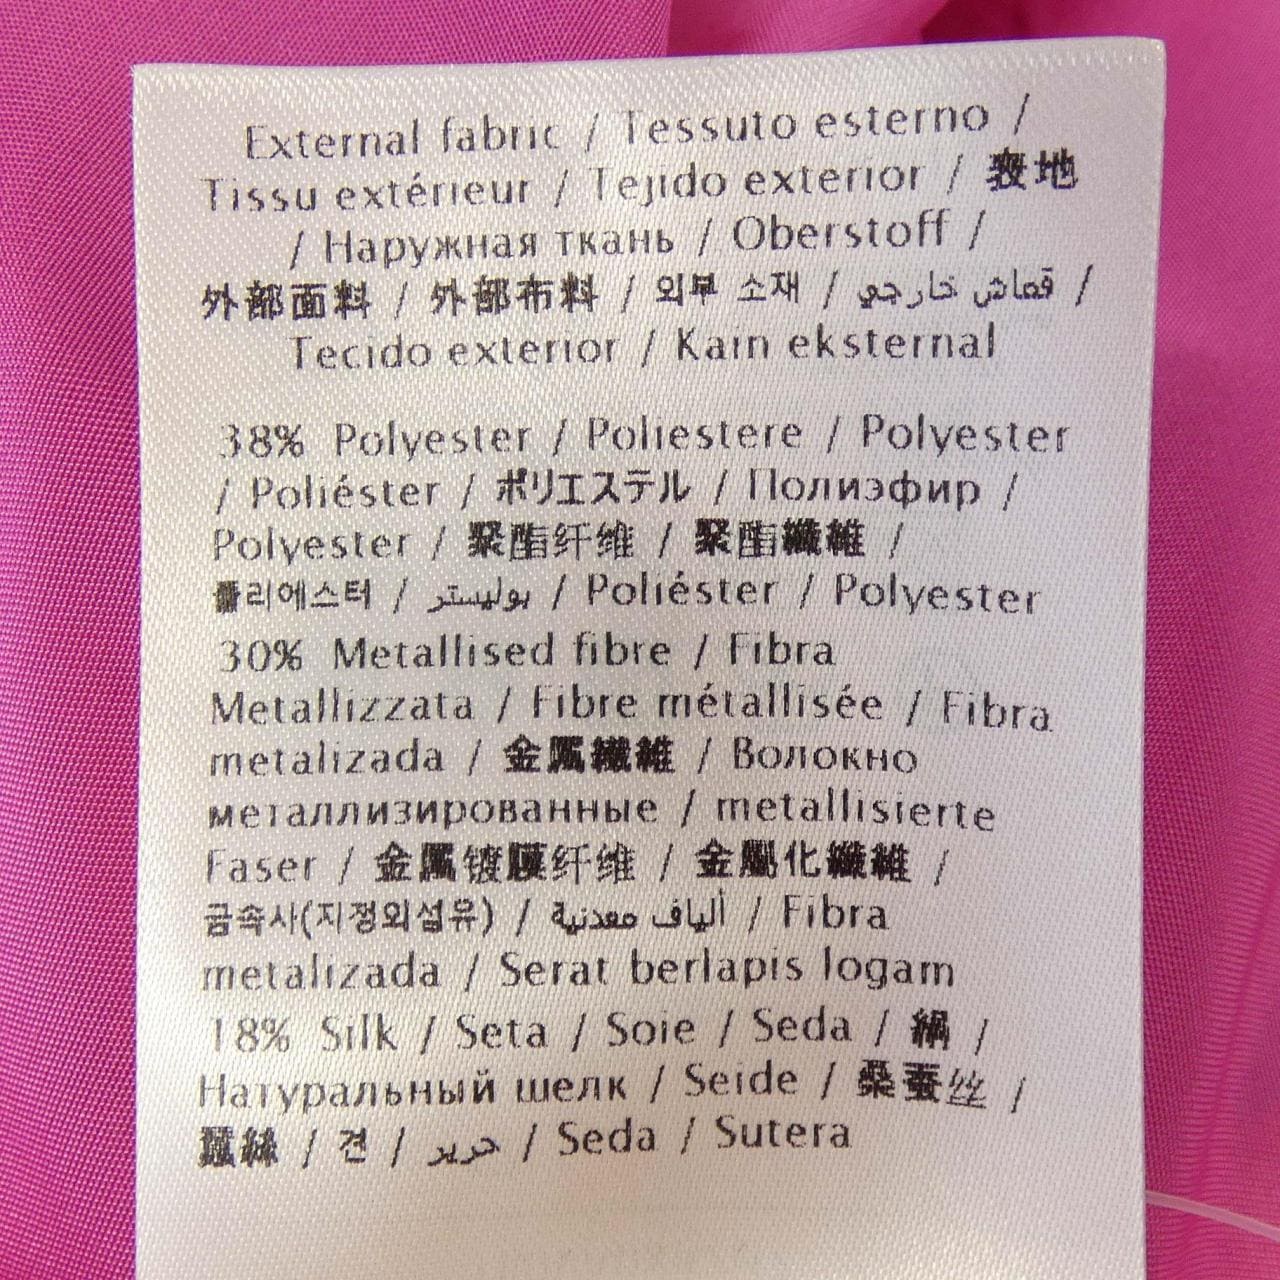 External fabric / Tessuto esterno /
Tissu extérieur / Tejido exterior / 表地
/ Наружная ткань / Oberstoff /
外部面料 / 外部布料 / 외부 소재 / قماش خارجي /
Tecido exterior / Kain eksternal
38% Polyester / Poliestere / Polyester
/ Poliéster / ポリエステル / Полиэфир /
Polyester / 聚酯纤维 / 聚酯纖維 /
폴리에스터 / بوليستر / Poliéster / Polyester
30% Metallised fibre / Fibra
Metallizzata / Fibre métallisée / Fibra
metalizada / 金属繊維 / Волокно
металлизированные / metallisierte
Faser / 金属镀膜纤维 / 金屬化纖維 /
금속사(지정외섬유) / ألياف معدنية / Fibra
metalizada / Serat berlapis logam
18% Silk / Seta / Soie / Seda / 絹 /
Натуральный шелк / Seide / 桑蚕丝 /
蠶絲 / 견 / حرير / Seda / Sutera